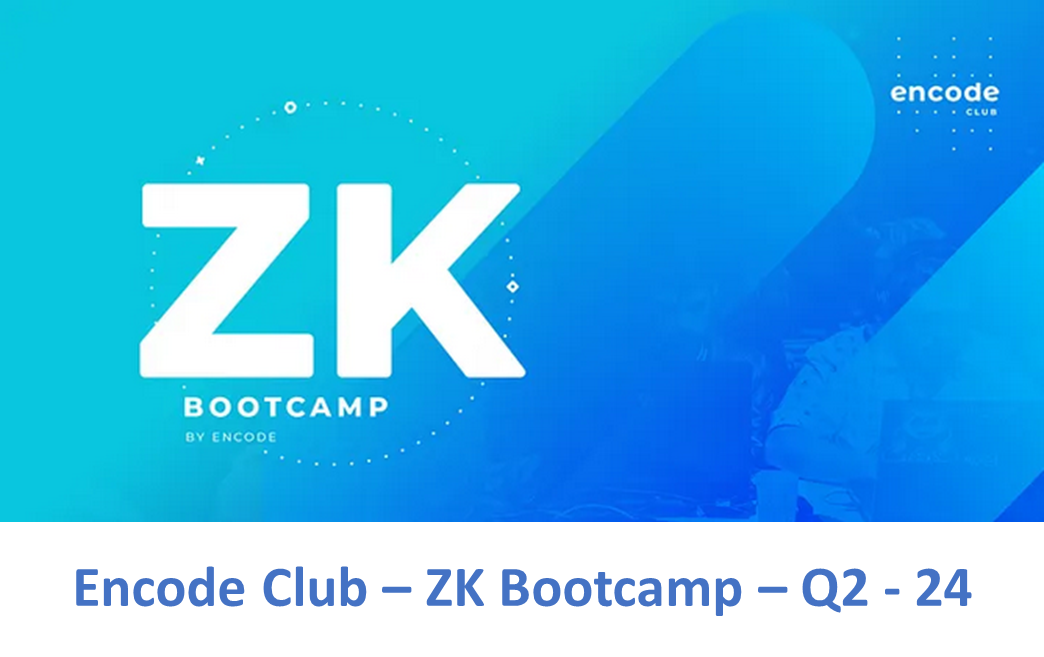 encode
CLUB
ZK
BOOTCAMP
BY ENCODE
Encode Club – ZK Bootcamp – Q2 - 24